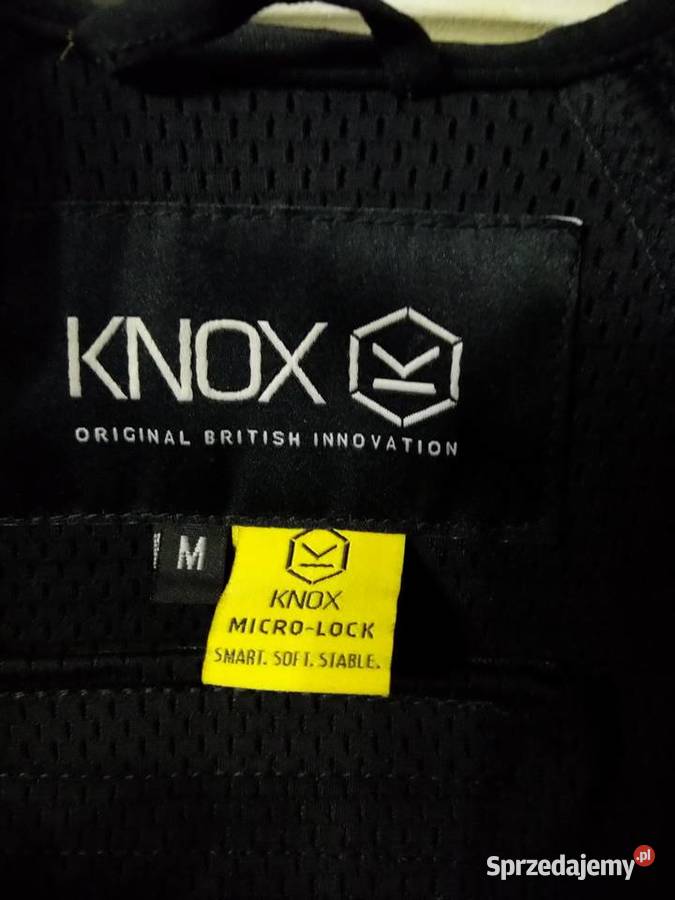 KNOX
ORIGINAL BRITISH INNOVATION
M
KNOX
MICRO-LOCK
SMART. SOFT. STABLE.
Sprzedajemy.pl